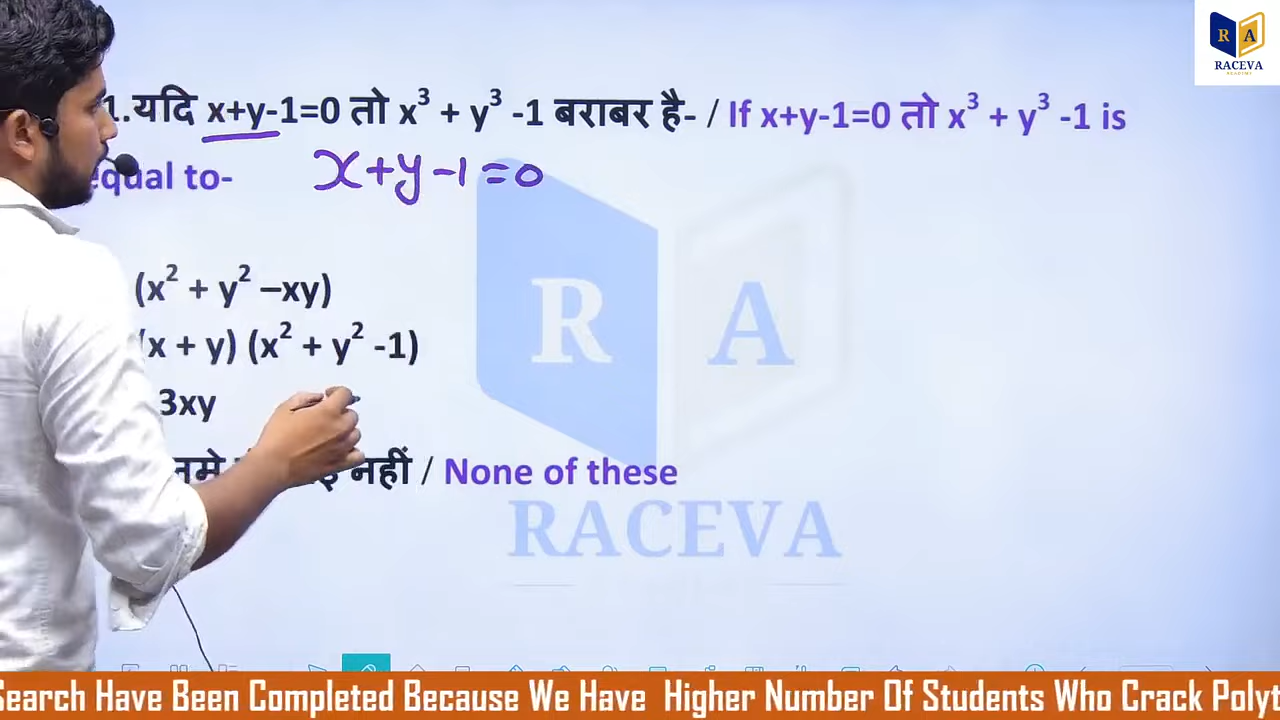 R A
RACEVA
1.यदि x+y-1=0 तो x³ + y³ -1 बराबर है- / If x+y-1=0 तो x³ + y³ -1 is
equal to-
x+y-1=0
(x² + y² –xy)
(x + y) (x² + y² -1)
3xy
नहीं / None of these
R A
RACEVA
Search Have Been Completed Because We Have Higher Number Of Students Who Crack